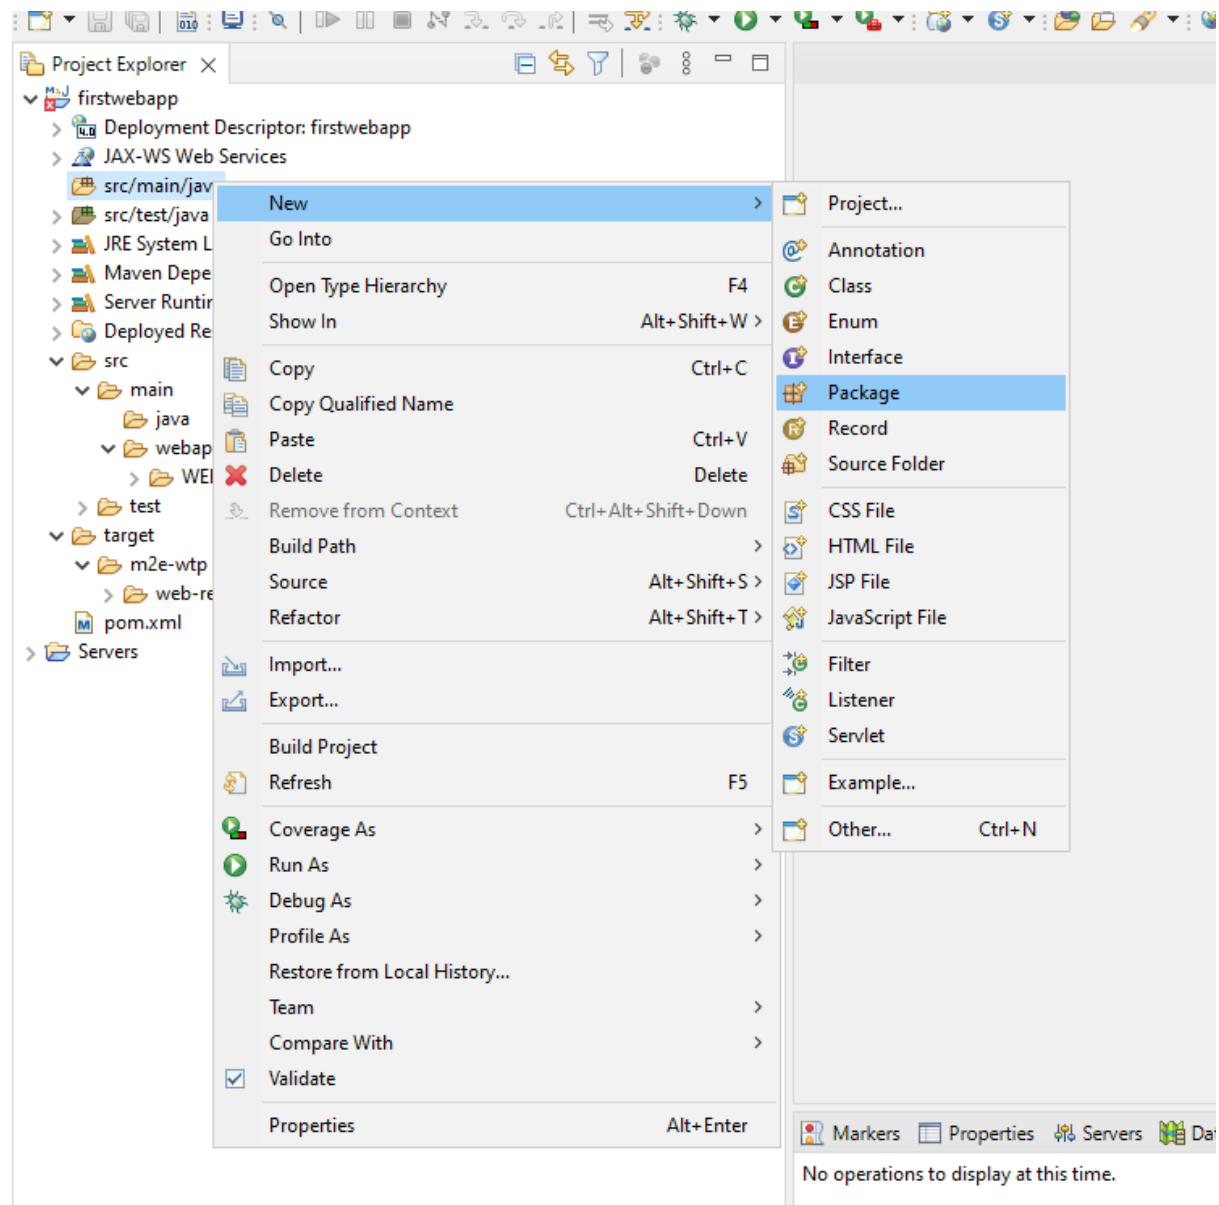 Project Explorer
firstwebapp
Deployment Descriptor: firstwebapp
JAX-WS Web Services
src/main/jav
src/test/java
JRE System L
Maven Depe
Server Runtir
Deployed Re
src
main
java
webap
WEI
test
target
m2e-wtp
web-re
pom.xml
Servers
New
Go Into
Open Type Hierarchy F4
Show In Alt+Shift+W >
Copy Ctrl+C
Copy Qualified Name
Paste Ctrl+V
Delete Delete
Remove from Context Ctrl+Alt+Shift+Down
Build Path
Source Alt+Shift+S >
Refactor Alt+Shift+T >
Import...
Export...
Build Project
Refresh F5
Coverage As
Run As
Debug As
Profile As
Restore from Local History...
Team
Compare With
Validate
Properties Alt+Enter
Project...
Annotation
Class
Enum
Interface
Package
Record
Source Folder
CSS File
HTML File
JSP File
JavaScript File
Filter
Listener
Servlet
Example...
Other... Ctrl+N
Markers Properties Servers Da
No operations to display at this time.